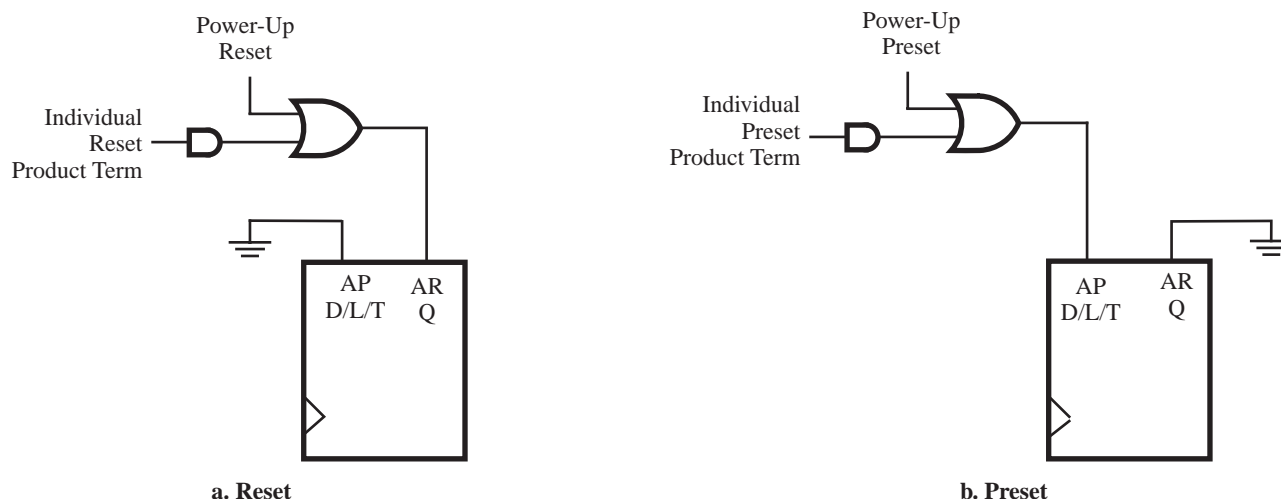 Power-Up
Reset
Individual
Reset
Product Term
AP
AR
D/L/T
Q
a. Reset
Power-Up
Preset
Individual
Preset
Product Term
AP
AR
D/L/T
Q
b. Preset